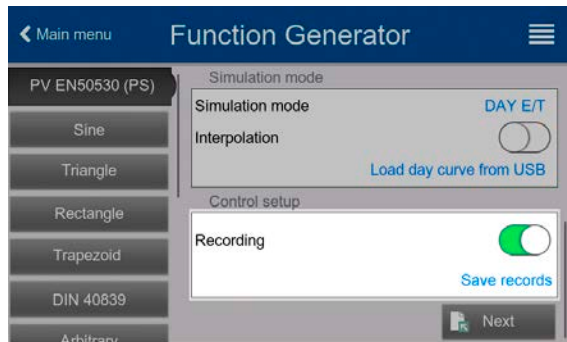 Main menu
Function Generator
PV EN50530 (PS)
Sine
Triangle
Rectangle
Trapezoid
DIN 40839
Arbitrary
Simulation mode
Simulation mode DAY E/T
Interpolation
Load day curve from USB
Control setup
Recording
Save records
Next